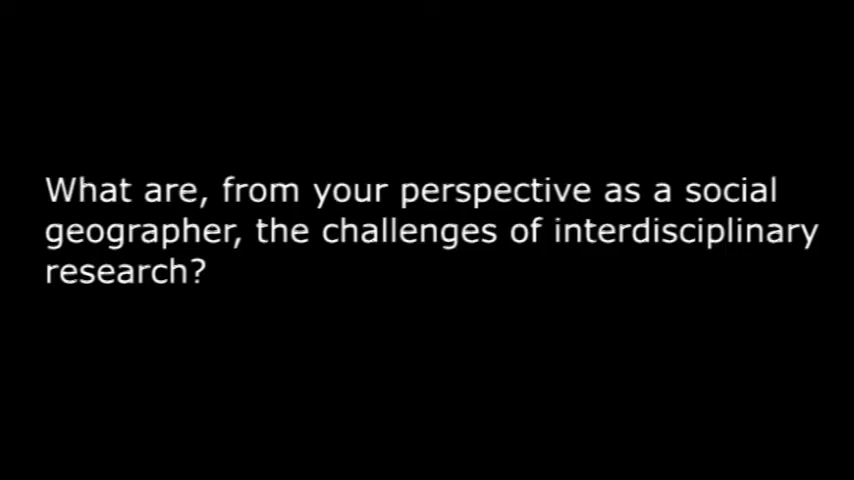 What are, from your perspective as a social
geographer, the challenges of interdisciplinary
research?